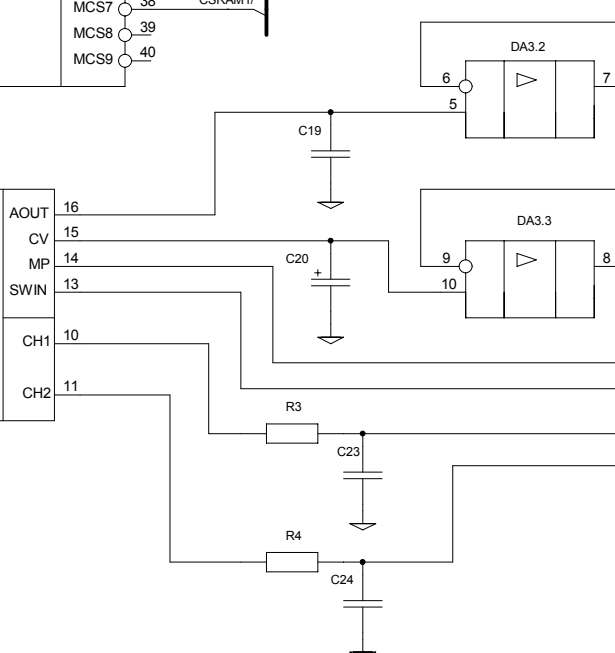 MCS7 38 CSRAM1/
MCS8 39
MCS9 40
DA3.2
6 7
5
C19
AOUT 16
CV 15
MP 14
SWIN 13
DA3.3
C20
+
9 8
10
CH1 10
CH2 11
R3
C23
R4
C24